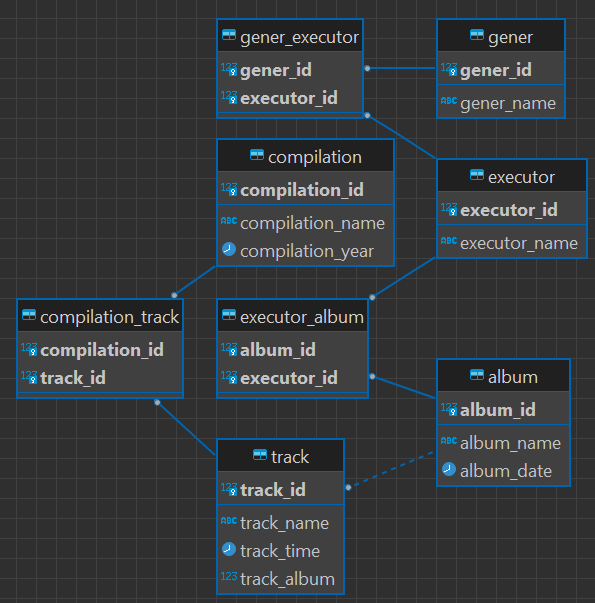 gener_executor
123 gener_id
123 executor_id
gener
123 gener_id
ABC gener_name
compilation
123 compilation_id
ABC compilation_name
compilation_year
executor
123 executor_id
ABC executor_name
compilation_track
123 compilation_id
123 track_id
executor_album
123 album_id
123 executor_id
album
123 album_id
ABC album_name
album_date
track
123 track_id
ABC track_name
track_time
123 track_album